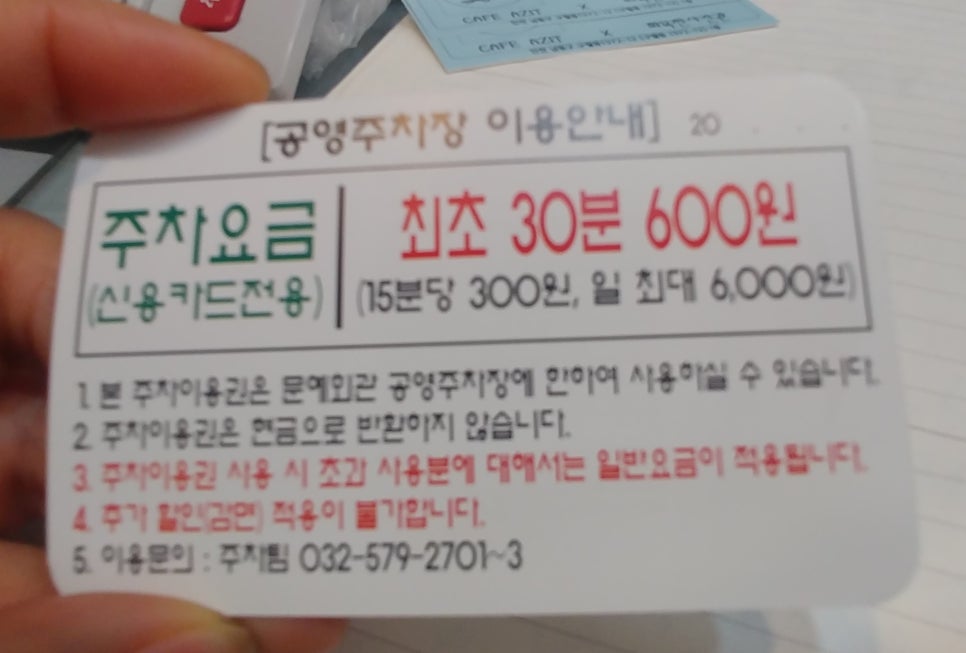 CAFE AZIT X
CAFE AZIT X
[공영주차장 이용안내] 20 . . .
주차요금
(신용카드전용)
최초 30분 600원
(15분당 300원, 일 최대 6,000원)
1. 본 주차이용권은 문예회관 공영주차장에 한하여 사용하실 수 있습니다.
2. 주차이용권은 현금으로 반환하지 않습니다.
3. 주차이용권 사용 시 초과 사용분에 대해서는 일반요금이 적용됩니다.
4. 추가 할인(감면) 적용이 불가합니다.
5. 이용문의 : 주차팀 032-579-2701~3